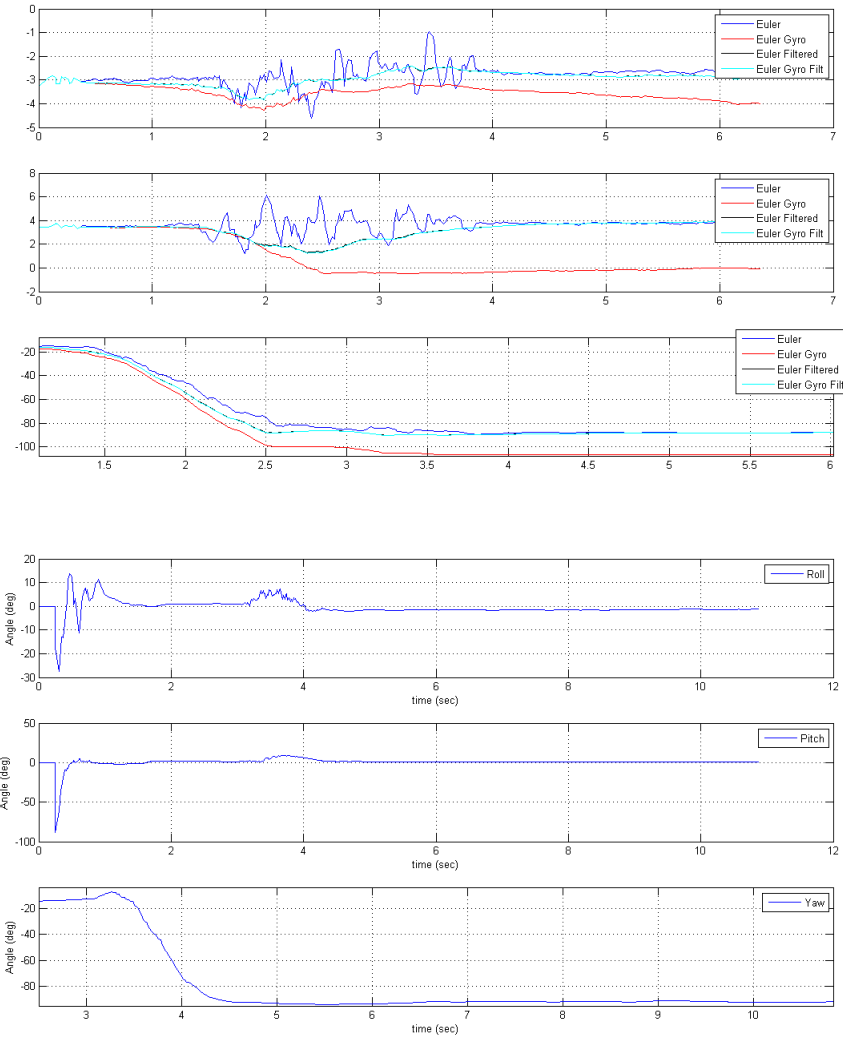 0
-1
-2
-3
-4
-5
0 1 2 3 4 5 6 7
Euler
Euler Gyro
Euler Filtered
Euler Gyro Filt
8
6
4
2
0
-2
0 1 2 3 4 5 6 7
Euler
Euler Gyro
Euler Filtered
Euler Gyro Filt
-20
-40
-60
-80
-100
1.5 2 2.5 3 3.5 4 4.5 5 5.5 6
Euler
Euler Gyro
Euler Filtered
Euler Gyro Filt
20
10
0
-10
-20
-30
Angle (deg)
0 2 4 6 8 10 12
time (sec)
Roll
50
0
-50
-100
Angle (deg)
0 2 4 6 8 10 12
time (sec)
Pitch
-20
-40
-60
-80
Angle (deg)
3 4 5 6 7 8 9 10
time (sec)
Yaw